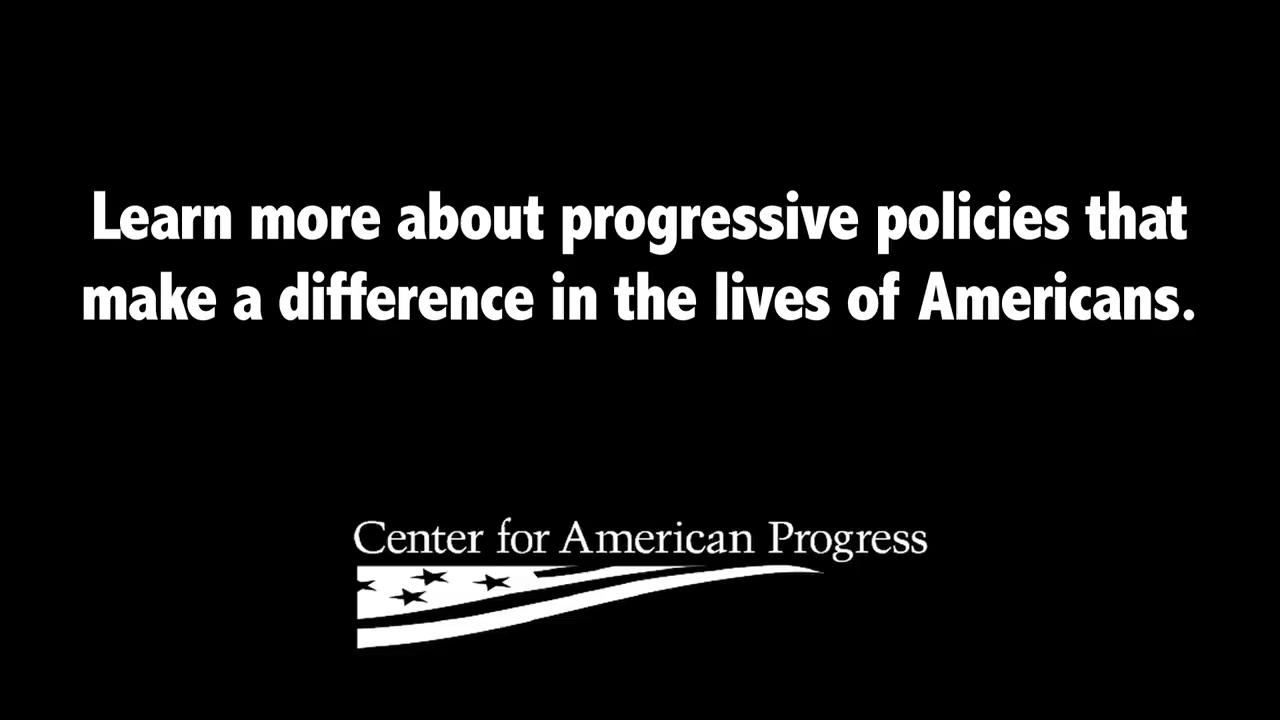 Learn more about progressive policies that
make a difference in the lives of Americans.
Center for American Progress